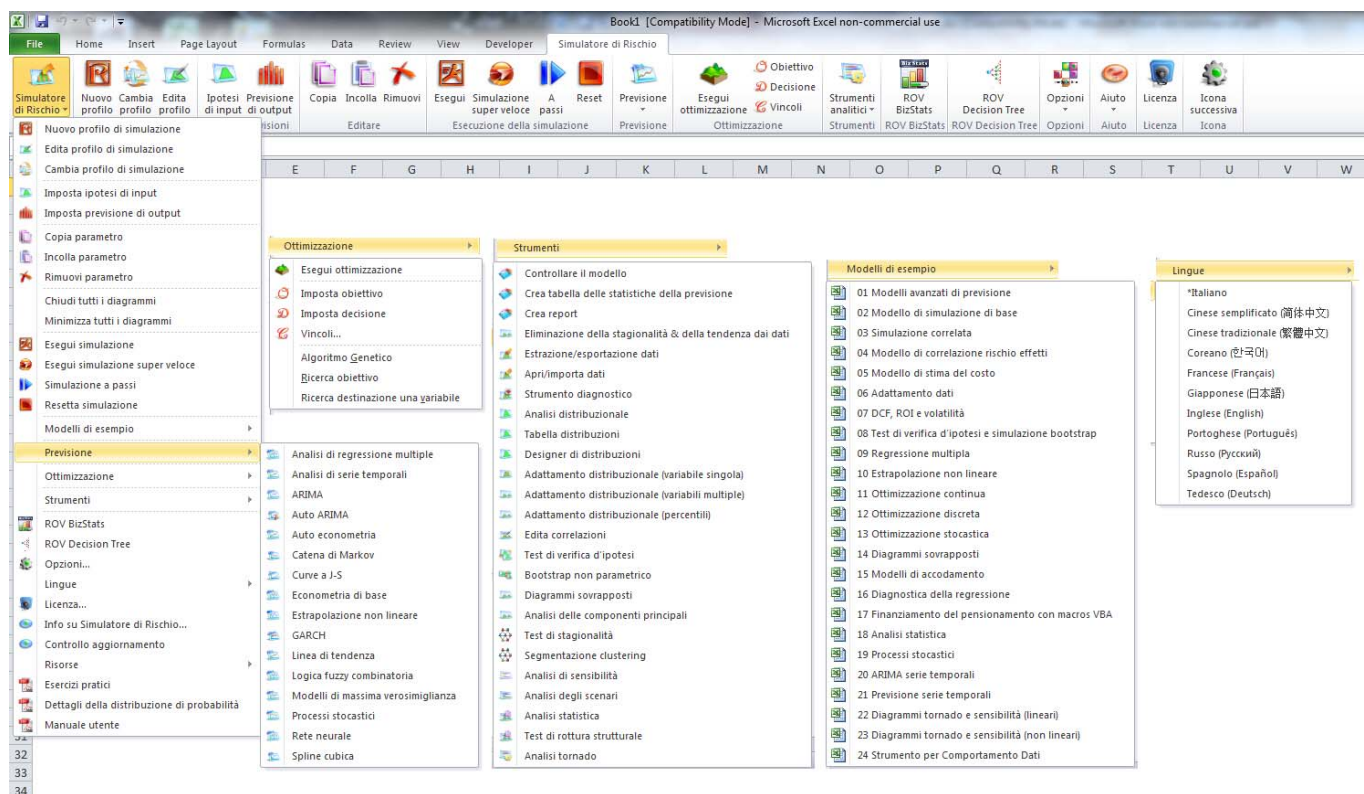 Book1 [Compatibility Mode] - Microsoft Excel non-commercial use
File Home Insert Page Layout Formulas Data Review View Developer Simulatore di Rischio
Simulatore di Rischio
Nuovo profilo
Cambia profilo
Edita profilo
Ipotesi di input
Previsione di output
Copia
Incolla
Rimuovi
Esegui
Simulazione super veloce
A passi
Reset
Previsione
Esegui ottimizzazione
Obiettivo
Decisione
Vincoli
Strumenti analitici
BIZ STATS
ROV BizStats
ROV Decision Tree
Opzioni
Aiuto
Licenza
Icona successiva
isioni Editare Esecuzione della simulazione Previsione Ottimizzazione Strumenti ROV BizStats ROV Decision Tree Opzioni Aiuto Licenza Icona
E F G H I J K L M N O P Q R S T U V W
Nuovo profilo di simulazione
Edita profilo di simulazione
Cambia profilo di simulazione
Imposta ipotesi di input
Imposta previsione di output
Copia parametro
Incolla parametro
Rimuovi parametro
Chiudi tutti i diagrammi
Minimizza tutti i diagrammi
Esegui simulazione
Esegui simulazione super veloce
Simulazione a passi
Resetta simulazione
Modelli di esempio
Previsione
Ottimizzazione
Strumenti
ROV BizStats
ROV Decision Tree
Opzioni...
Lingue
Licenza...
Info su Simulatore di Rischio...
Controllo aggiornamento
Risorse
Esercizi pratici
Dettagli della distribuzione di probabilità
Manuale utente
32
33
34
Ottimizzazione
Esegui ottimizzazione
Imposta obiettivo
Imposta decisione
Vincoli...
Algoritmo Genetico
Ricerca obiettivo
Ricerca destinazione una variabile
Analisi di regressione multiple
Analisi di serie temporali
ARIMA
Auto ARIMA
Auto econometria
Catena di Markov
Curve a J-S
Econometria di base
Estrapolazione non lineare
GARCH
Linea di tendenza
Logica fuzzy combinatoria
Modelli di massima verosimiglianza
Processi stocastici
Rete neurale
Spline cubica
Strumenti
Controllare il modello
Crea tabella delle statistiche della previsione
Crea report
Eliminazione della stagionalità & della tendenza dai dati
Estrazione/esportazione dati
Apri/importa dati
Strumento diagnostico
Analisi distribuzionale
Tabella distribuzioni
Designer di distribuzioni
Adattamento distribuzionale (variabile singola)
Adattamento distribuzionale (variabili multiple)
Adattamento distribuzionale (percentili)
Edita correlazioni
Test di verifica d'ipotesi
Bootstrap non parametrico
Diagrammi sovrapposti
Analisi delle componenti principali
Test di stagionalità
Segmentazione clustering
Analisi di sensibilità
Analisi degli scenari
Analisi statistica
Test di rottura strutturale
Analisi tornado
Modelli di esempio
01 Modelli avanzati di previsione
02 Modello di simulazione di base
03 Simulazione correlata
04 Modello di correlazione rischio effetti
05 Modello di stima del costo
06 Adattamento dati
07 DCF, ROI e volatilità
08 Test di verifica d'ipotesi e simulazione bootstrap
09 Regressione multipla
10 Estrapolazione non lineare
11 Ottimizzazione continua
12 Ottimizzazione discreta
13 Ottimizzazione stocastica
14 Diagrammi sovrapposti
15 Modelli di accodamento
16 Diagnostica della regressione
17 Finanziamento del pensionamento con macros VBA
18 Analisi statistica
19 Processi stocastici
20 ARIMA serie temporali
21 Previsione serie temporali
22 Diagrammi tornado e sensibilità (lineari)
23 Diagrammi tornado e sensibilità (non lineari)
24 Strumento per Comportamento Dati
Lingue
*Italiano
Cinese semplificato (简体中文)
Cinese tradizionale (繁體中文)
Coreano (한국어)
Francese (Français)
Giapponese (日本語)
Inglese (English)
Portoghese (Português)
Russo (Русский)
Spagnolo (Español)
Tedesco (Deutsch)